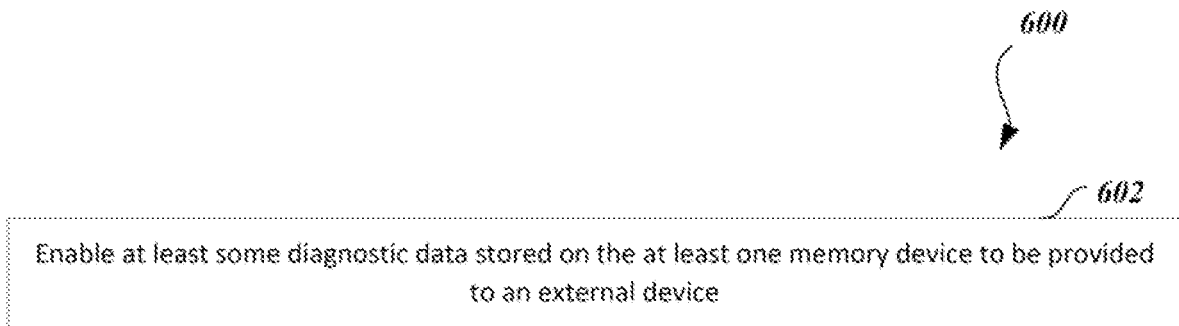 600
602
Enable at least some diagnostic data stored on the at least one memory device to be provided
to an external device